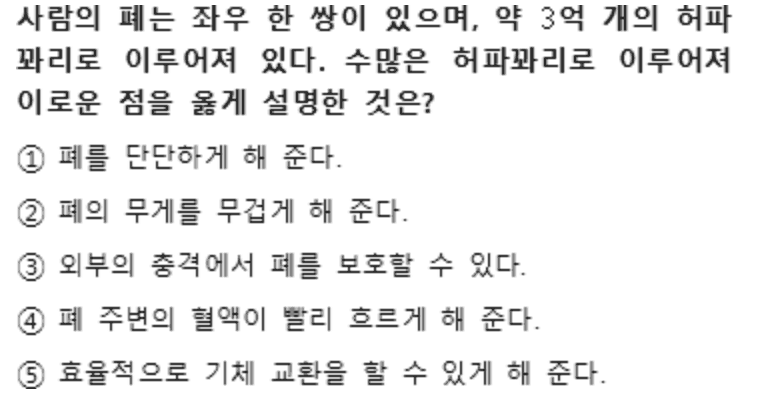 사람의 폐는 좌우 한 쌍이 있으며, 약 3억 개의 허파
꽈리로 이루어져 있다. 수많은 허파꽈리로 이루어져
이로운 점을 옳게 설명한 것은?
① 폐를 단단하게 해 준다.
② 폐의 무게를 무겁게 해 준다.
③ 외부의 충격에서 폐를 보호할 수 있다.
④ 폐 주변의 혈액이 빨리 흐르게 해 준다.
⑤ 효율적으로 기체 교환을 할 수 있게 해 준다.